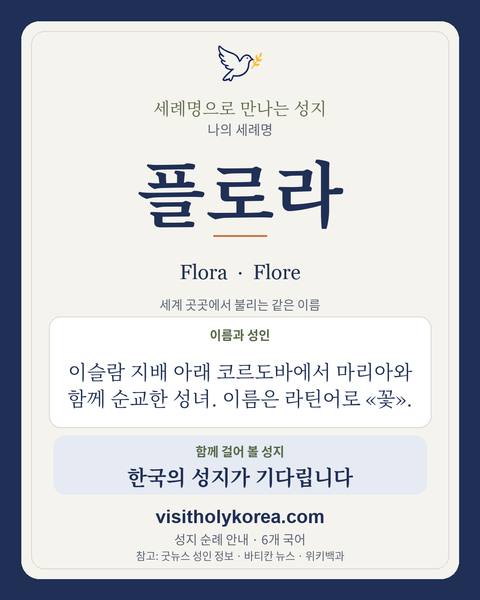 세례명으로 만나는 성지
나의 세례명
플로라
Flora · Flore
세계 곳곳에서 불리는 같은 이름
이름과 성인
이슬람 지배 아래 코르도바에서 마리아와
함께 순교한 성녀. 이름은 라틴어로 «꽃».
함께 걸어 볼 성지
한국의 성지가 기다립니다
visitholykorea.com
성지 순례 안내 · 6개 국어
참고: 굿뉴스 성인 정보 · 바티칸 뉴스 · 위키백과